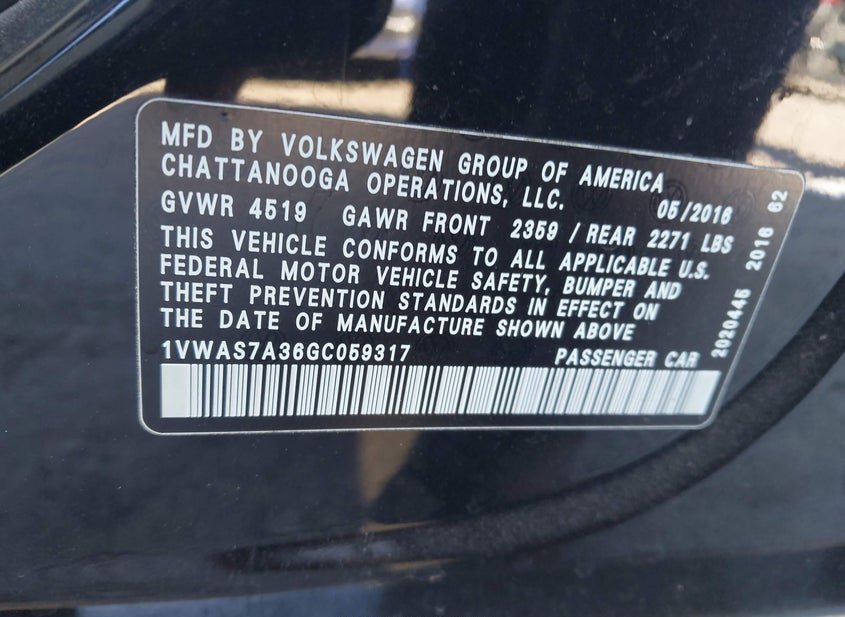 MFD BY VOLKSWAGEN GROUP OF AMERICA
CHATTANOOGA OPERATIONS, LLC. 05/2016
GVWR 4519 GAWR FRONT 2359 / REAR 2271 LBS
THIS VEHICLE CONFORMS TO ALL APPLICABLE U.S.
FEDERAL MOTOR VEHICLE SAFETY, BUMPER AND
THEFT PREVENTION STANDARDS IN EFFECT ON
THE DATE OF MANUFACTURE SHOWN ABOVE
1VWAS7A36GC059317 PASSENGER CAR
2020445 2016 62